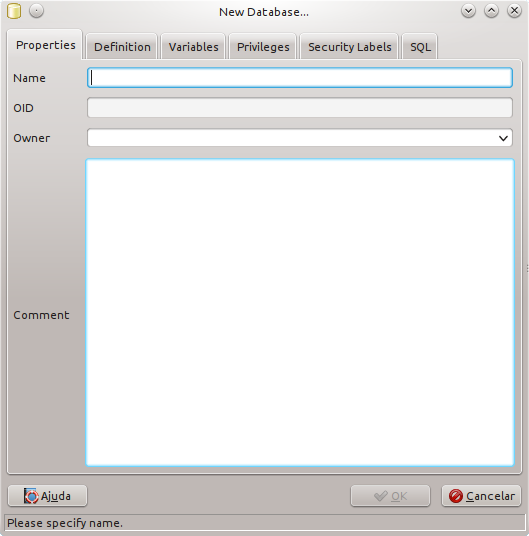 New Database...
Properties Definition Variables Privileges Security Labels SQL
Name
OID
Owner
Comment
Ajuda OK Cancelar
Please specify name.